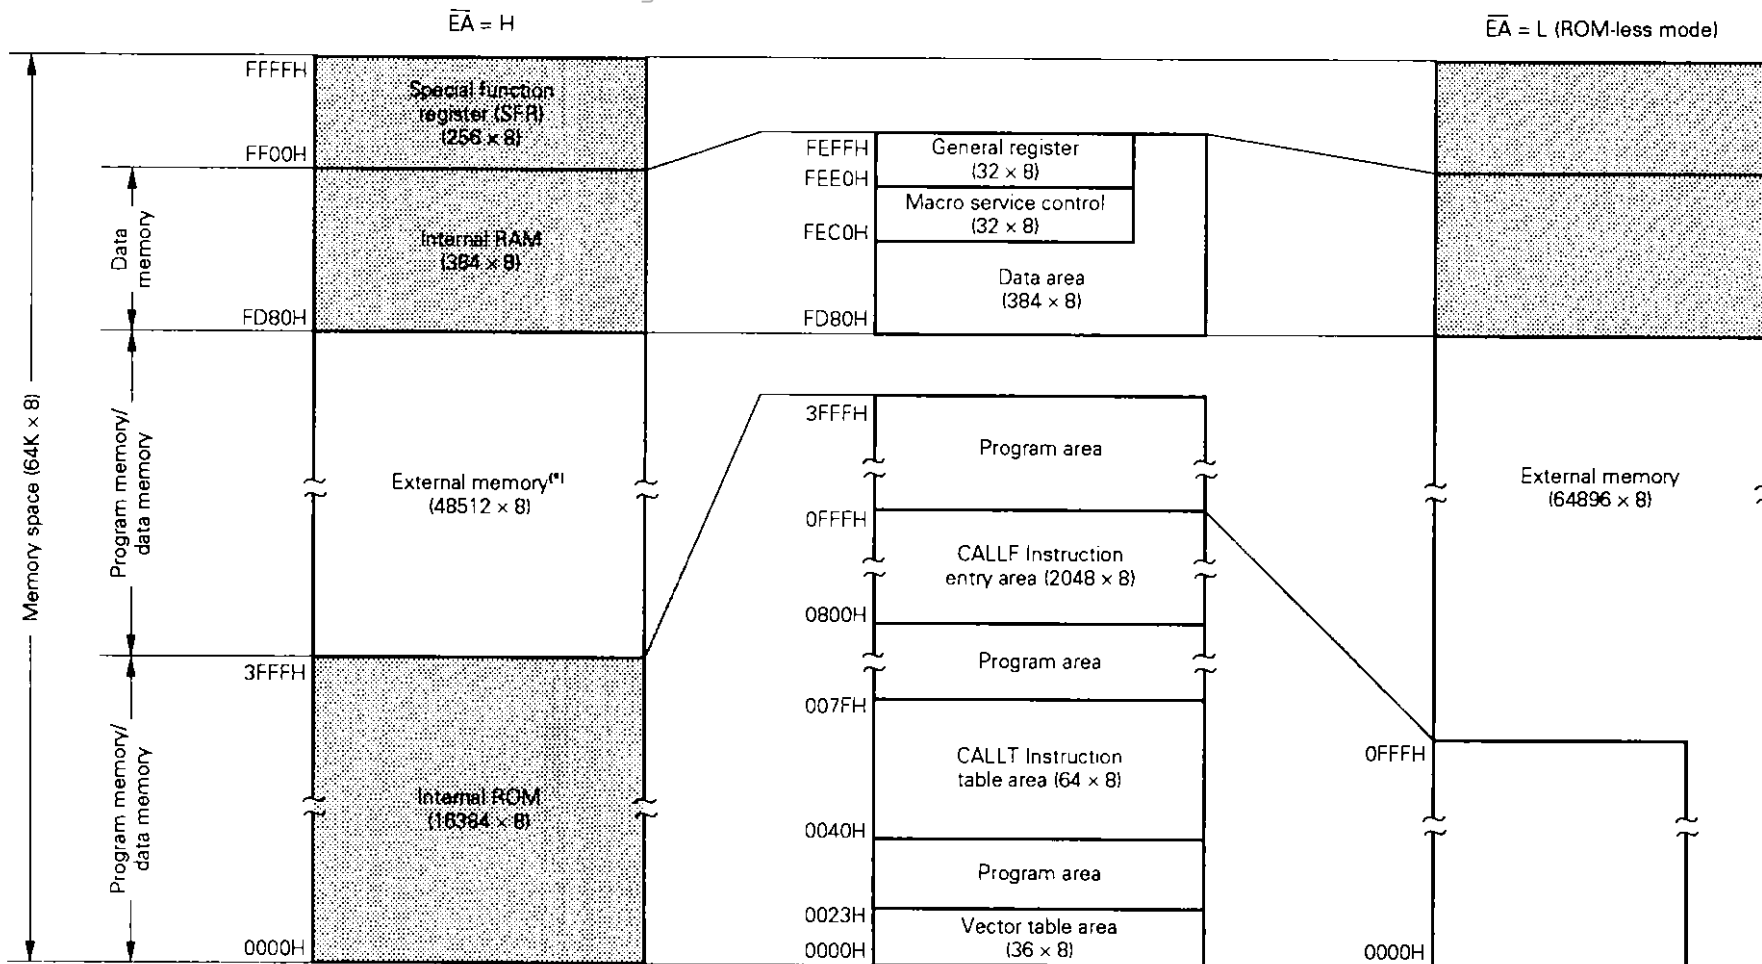 EA = H
EA = L (ROM-less mode)
Memory space (64K × 8)
Data
memory
Program memory/
data memory
Program memory/
data memory
FFFFH
FF00H
FD80H
3FFFH
0000H
Special function
register (SFR)
(256 × 8)
Internal RAM
(384 × 8)
External memory(*)
(48512 × 8)
Internal ROM
(16384 × 8)
FEFFH
FEE0H
FEC0H
FD80H
General register
(32 × 8)
Macro service control
(32 × 8)
Data area
(384 × 8)
3FFFH
Program area
0FFFH
CALLF Instruction
entry area (2048 × 8)
0800H
Program area
007FH
CALLT Instruction
table area (64 × 8)
0040H
Program area
0023H
Vector table area
(36 × 8)
0000H
External memory
(64896 × 8)
0FFFH
0000H